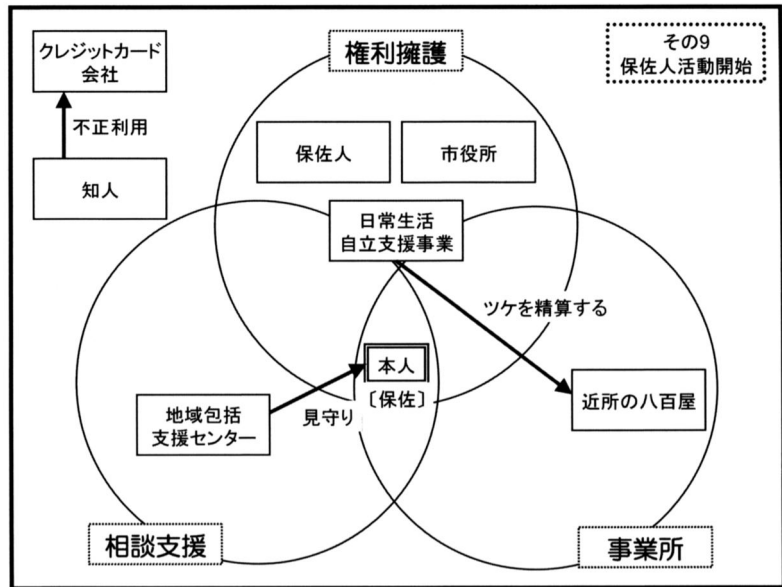 クレジットカード
会社
不正利用
知人
権利擁護
その9
保佐人活動開始
保佐人
市役所
日常生活
自立支援事業
ツケを精算する
本人
〔保佐〕
見守り
地域包括
支援センター
近所の八百屋
相談支援
事業所